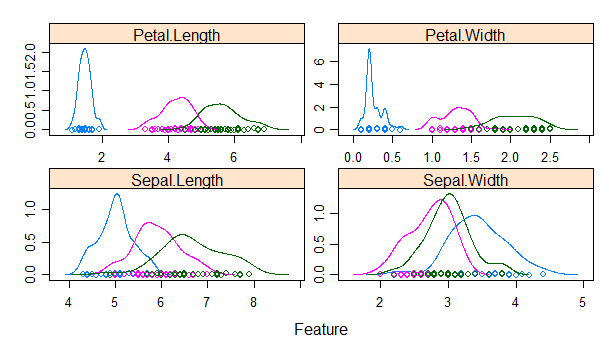 Petal.Length
Petal.Width
0.00.51.01.52.0
0 2 4 6
2 4 6
0.0 0.5 1.0 1.5 2.0 2.5
Sepal.Length
Sepal.Width
0.0 0.5 1.0
0.0 0.5 1.0
4 5 6 7 8
2 3 4 5
Feature